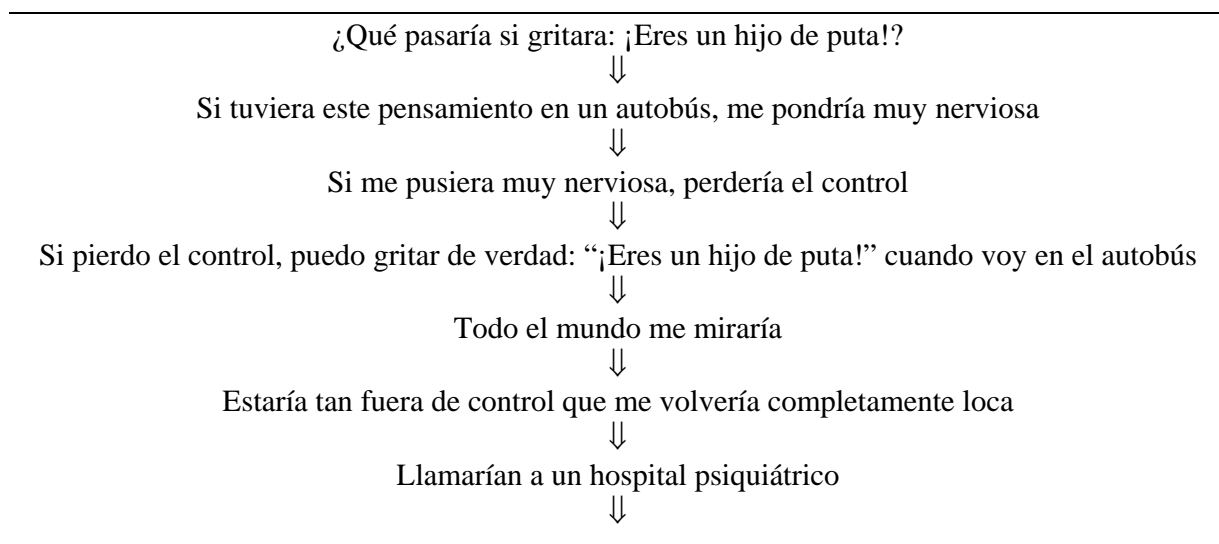 ¿Qué pasaría si gritara: ¡Eres un hijo de puta!?
⇓
Si tuviera este pensamiento en un autobús, me pondría muy nerviosa
⇓
Si me pusiera muy nerviosa, perdería el control
⇓
Si pierdo el control, puedo gritar de verdad: “¡Eres un hijo de puta!” cuando voy en el autobús
⇓
Todo el mundo me miraría
⇓
Estaría tan fuera de control que me volvería completamente loca
⇓
Llamarían a un hospital psiquiátrico
⇓